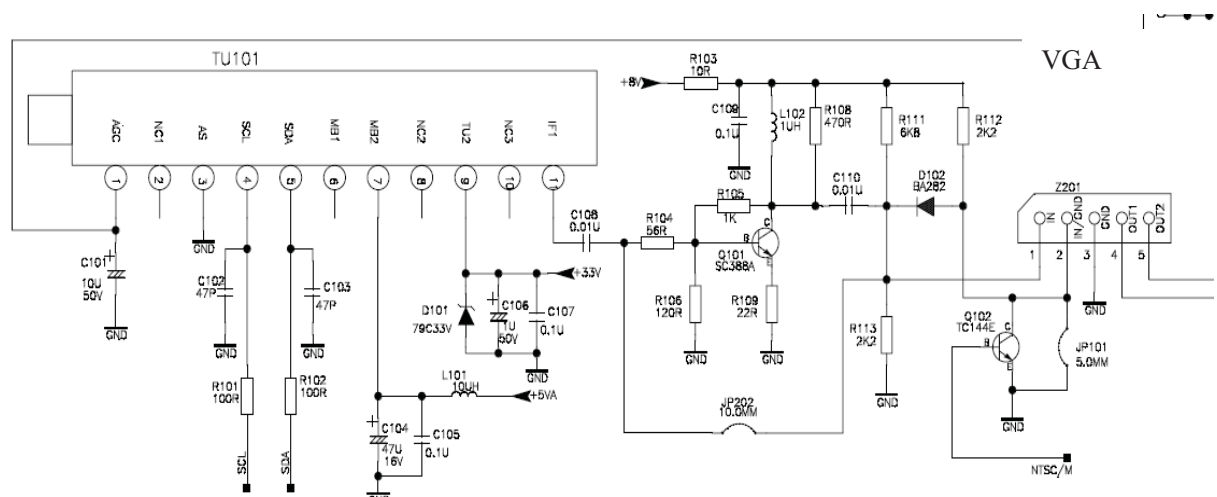 VGA
TU101
AGC
NC1
AS
SCL
SDA
MB1
MB2
NC2
TU2
NC3
IF1
1
2
3
4
5
6
7
8
9
10
11
+8V
R103
10R
C109
0.1U
GND
L102
1UH
R108
470R
R111
6K8
R112
2K2
C110
0.01U
D102
BA282
R105
1K
C108
0.01U
R104
56R
B
C
E
Q101
SC388A
R106
120R
GND
R109
22R
GND
R113
2K2
GND
Z201
IN
IN/GND
GND
OUT1
OUT2
1
2
3
4
5
GND
Q102
TC144E
B
C
E
GND
JP101
5.0MM
NTSC/M
JP202
10.0MM
C101
+
10U
50V
GND
GND
C102
47P
GND
C103
47P
GND
R101
100R
R102
100R
SCL
SDA
+33V
D101
79C33V
+
C106
1U
50V
C107
0.1U
GND
L101
10UH
+5VA
+
C104
47U
16V
C105
0.1U
GND